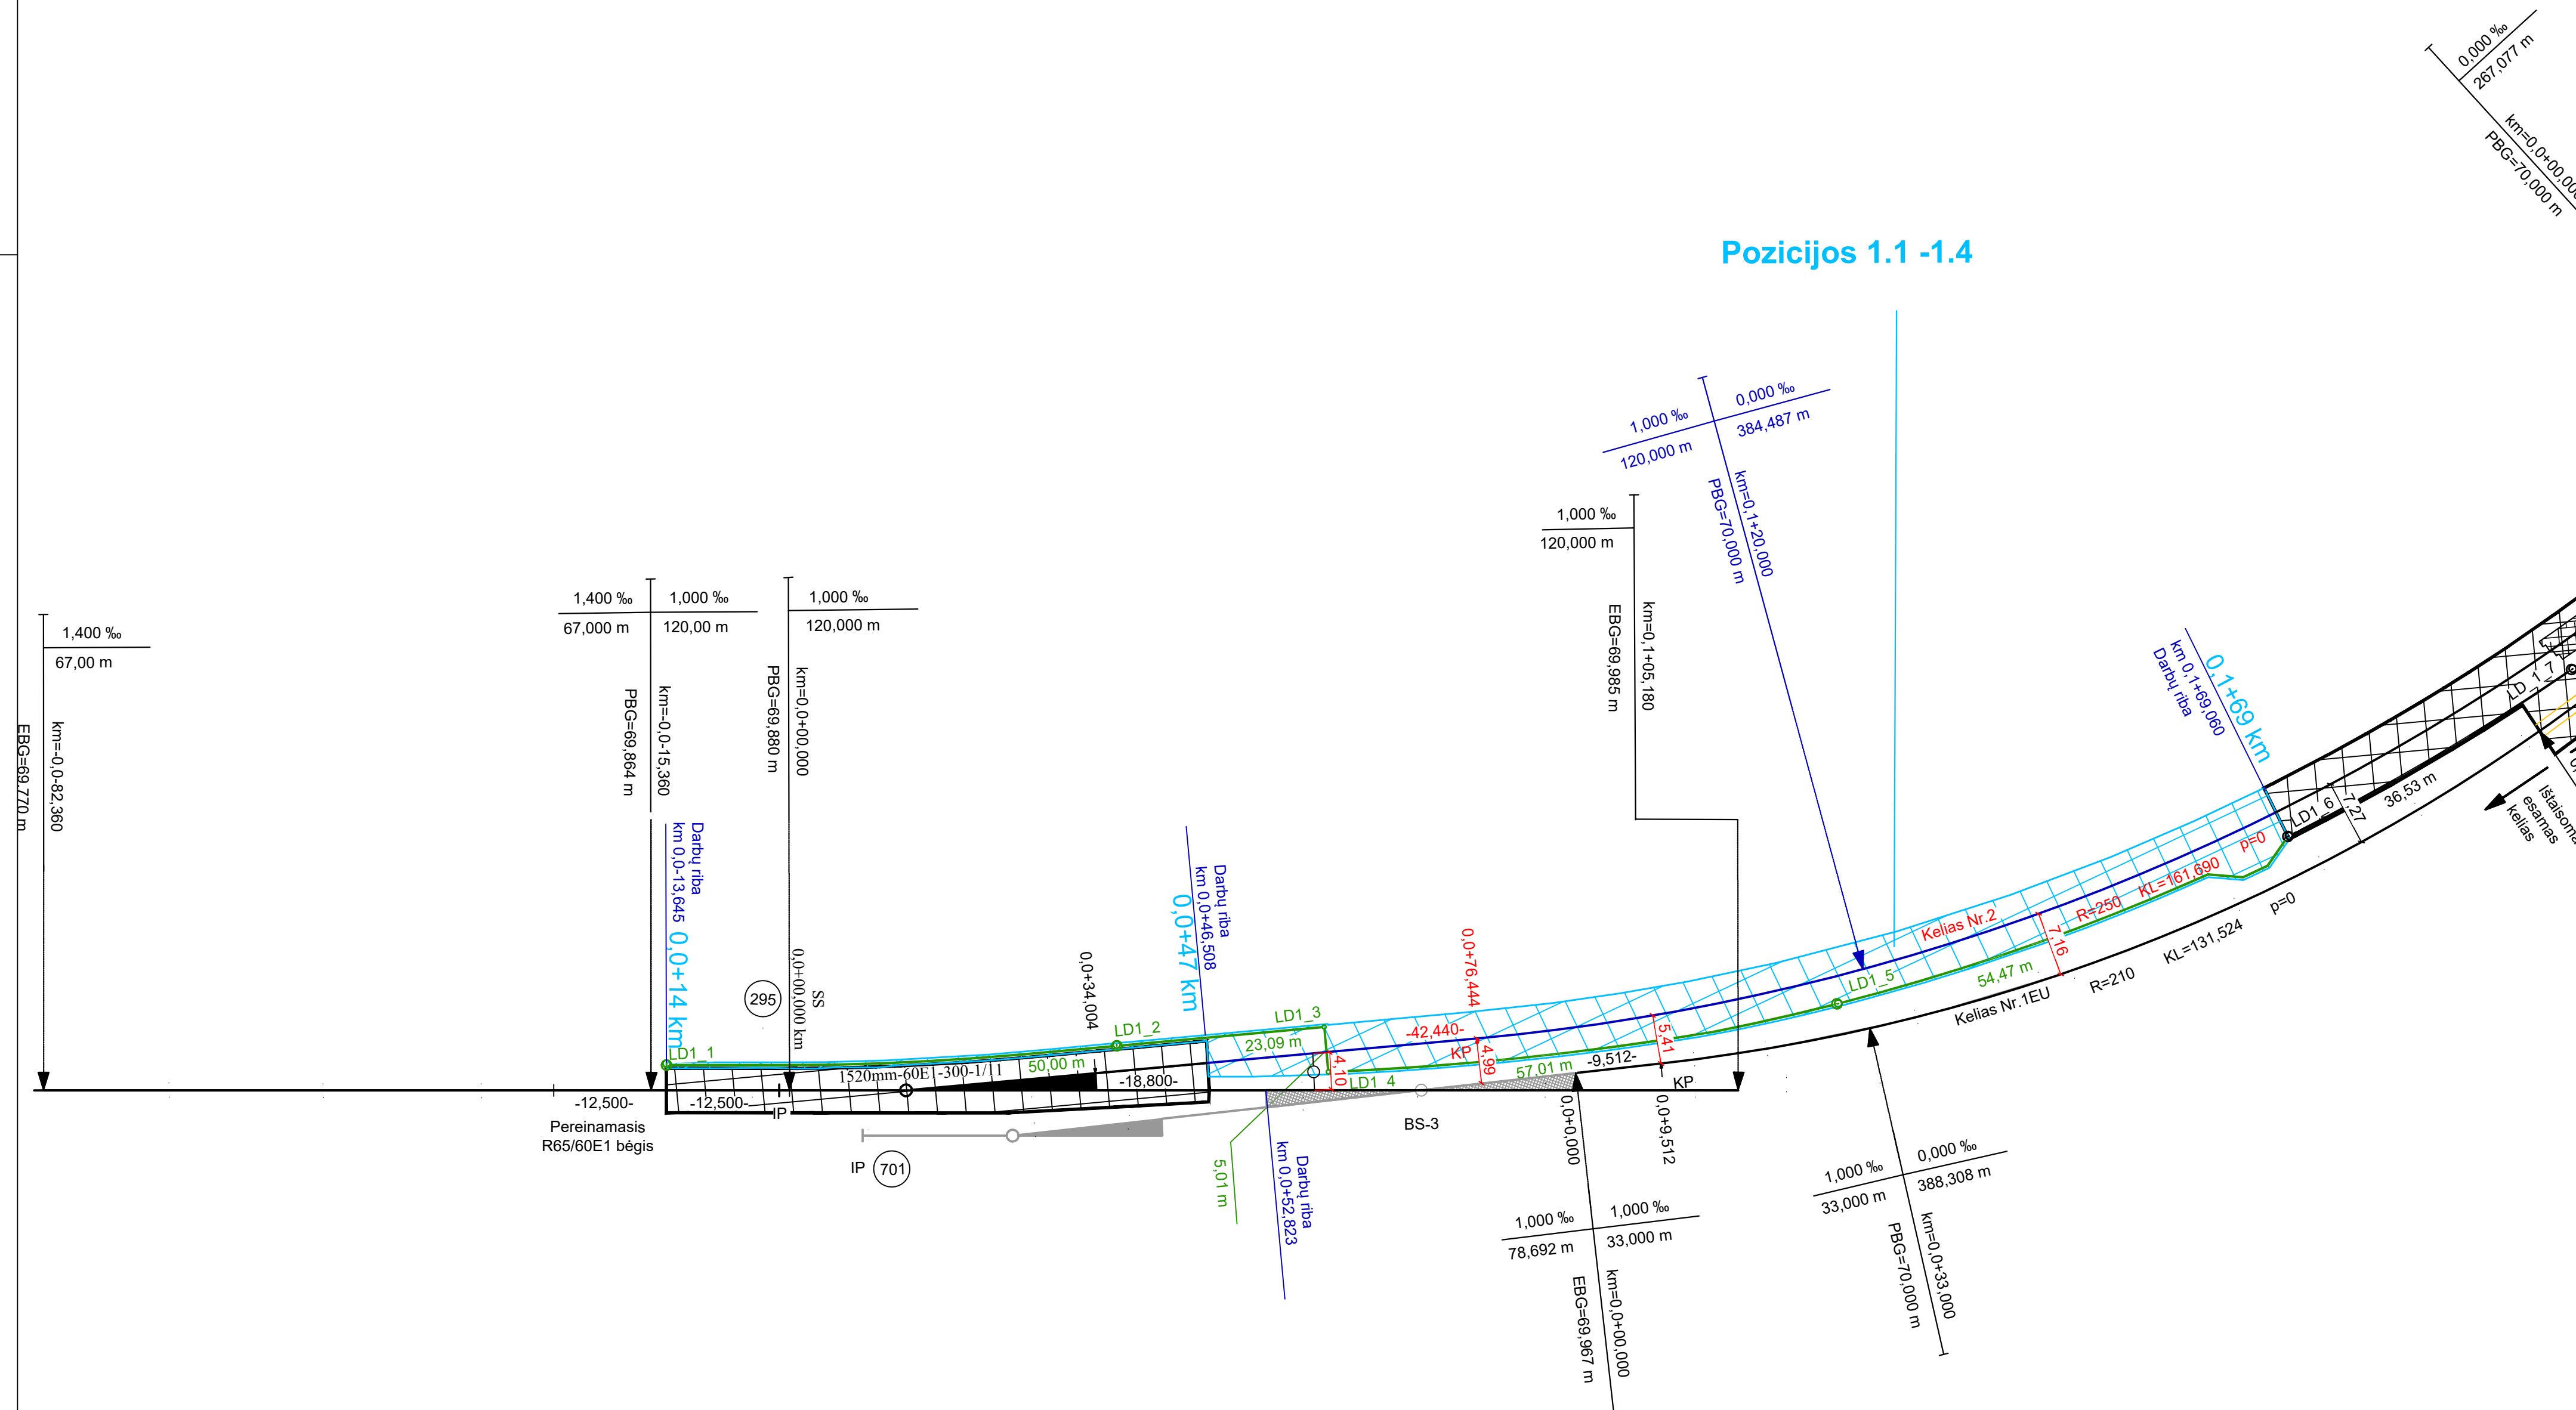 0,000 ‰
267,077 m
PBG=70,000 m
Pozicijos 1.1 -1.4
1,000 ‰
0,000 ‰
120,000 m
384,487 m
km=0,1+20,000
PBG=70,000 m
1,000 ‰
120,000 m
km=0,1+05,180
EBG=69,985 m
1,400 ‰
67,00 m
km=-0,0-82,360
EBG=69,770 m
1,400 ‰
1,000 ‰
67,000 m
120,00 m
km=-0,0-15,360
PBG=69,864 m
1,000 ‰
120,000 m
km=0,0+00,000
PBG=69,880 m
Darbų riba
km 0,0-13,645
0,0+14 km
295
SS
0,0+00,000 km
0,0+34,004
Darbų riba
km 0,0+46,508
0,0+47 km
0,0+76,444
0,1+69 km
km 0,1+69,060
Darbų riba
LD_1_7
36,53 m
LD1_6
7,27
esamas
kelias
p=0
KL=161,690
R=250
Kelias Nr.2
7,16
54,47 m
LD1_5
p=0
KL=131,524
R=210
Kelias Nr.1EU
LD1_1
LD1_2
LD1_3
LD1_4
50,00 m
23,09 m
-42,440-
KP
4,10
4,99
5,41
57,01 m
-9,512-
KP
1520mm-60E1-300-1/11
-18,800-
-12,500-
-12,500-
IP
Pereinamasis
R65/60E1 bėgis
IP
701
BS-3
5,01 m
Darbų riba
km 0,0+52,823
0,0+0,000
0,0+9,512
1,000 ‰
1,000 ‰
78,692 m
33,000 m
km=0,0+00,000
EBG=69,967 m
1,000 ‰
0,000 ‰
33,000 m
388,308 m
km=0,0+33,000
PBG=70,000 m